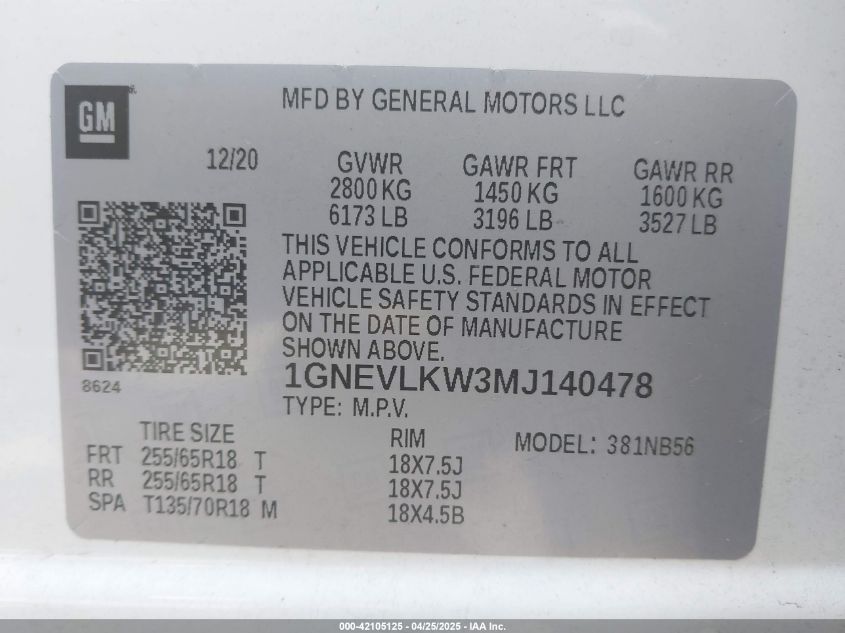 GM
MFD BY GENERAL MOTORS LLC
12/20
GVWR GAWR FRT GAWR RR
2800 KG 1450 KG 1600 KG
6173 LB 3196 LB 3527 LB
THIS VEHICLE CONFORMS TO ALL
APPLICABLE U.S. FEDERAL MOTOR
VEHICLE SAFETY STANDARDS IN EFFECT
ON THE DATE OF MANUFACTURE
SHOWN ABOVE.
8624
1GNEVLKW3MJ140478
TYPE: M.P.V.
TIRE SIZE RIM MODEL: 381NB56
FRT 255/65R18 T 18X7.5J
RR 255/65R18 T 18X7.5J
SPA T135/70R18 M 18X4.5B
000-42105125 - 04/25/2025 - IAA Inc.